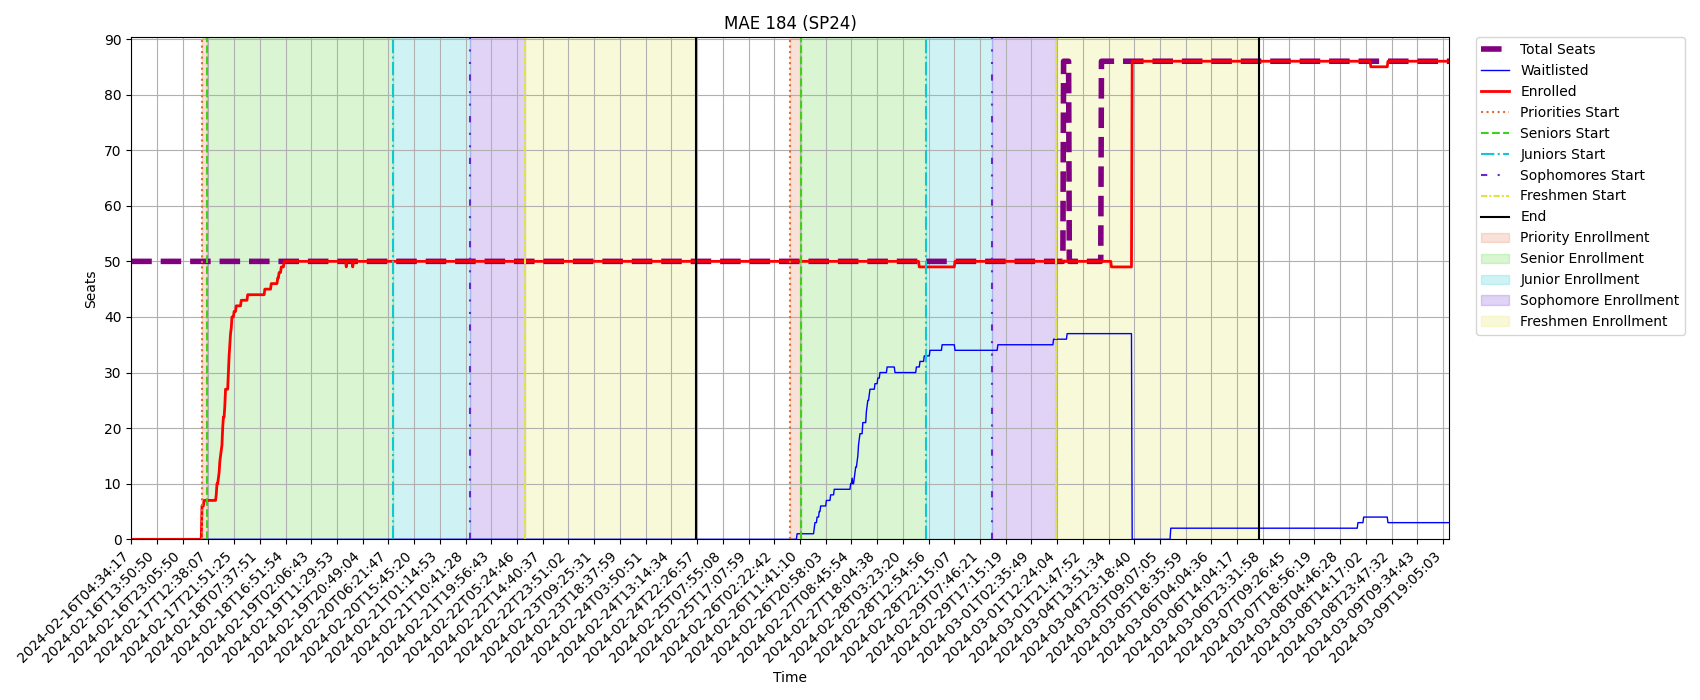 MAE 184 (SP24)
90
80
70
60
50
40
30
20
10
0
Seats
2024-02-16T04:34:17
2024-02-16T13:50:50
2024-02-16T23:05:50
2024-02-17T12:38:07
2024-02-17T21:51:25
2024-02-18T07:37:51
2024-02-18T16:51:54
2024-02-19T02:06:43
2024-02-19T11:29:53
2024-02-19T20:49:04
2024-02-20T06:21:47
2024-02-20T15:45:20
2024-02-21T01:14:53
2024-02-21T10:41:28
2024-02-21T19:56:43
2024-02-22T05:24:46
2024-02-22T14:40:37
2024-02-22T23:51:02
2024-02-23T09:25:31
2024-02-23T18:37:59
2024-02-24T03:50:51
2024-02-24T13:14:34
2024-02-24T22:26:57
2024-02-25T07:55:08
2024-02-25T17:07:59
2024-02-26T02:22:42
2024-02-26T11:41:10
2024-02-26T20:58:03
2024-02-27T08:45:54
2024-02-27T18:04:38
2024-02-28T03:23:20
2024-02-28T12:54:56
2024-02-28T22:15:07
2024-02-29T07:46:21
2024-02-29T17:15:19
2024-03-01T02:35:49
2024-03-01T12:24:04
2024-03-01T21:47:52
2024-03-04T13:51:34
2024-03-04T23:18:40
2024-03-05T09:07:05
2024-03-05T18:35:59
2024-03-06T04:04:36
2024-03-06T14:04:17
2024-03-06T23:31:58
2024-03-07T09:26:45
2024-03-07T18:56:19
2024-03-08T04:46:28
2024-03-08T14:17:02
2024-03-08T23:47:32
2024-03-09T09:34:43
2024-03-09T19:05:03
Time
Total Seats
Waitlisted
Enrolled
Priorities Start
Seniors Start
Juniors Start
Sophomores Start
Freshmen Start
End
Priority Enrollment
Senior Enrollment
Junior Enrollment
Sophomore Enrollment
Freshmen Enrollment